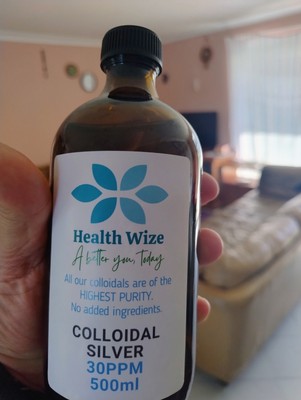 Health Wize
A better you, today
All our colloidals are of the
HIGHEST PURITY.
No added ingredients.
COLLOIDAL
SILVER
30PPM
500ml